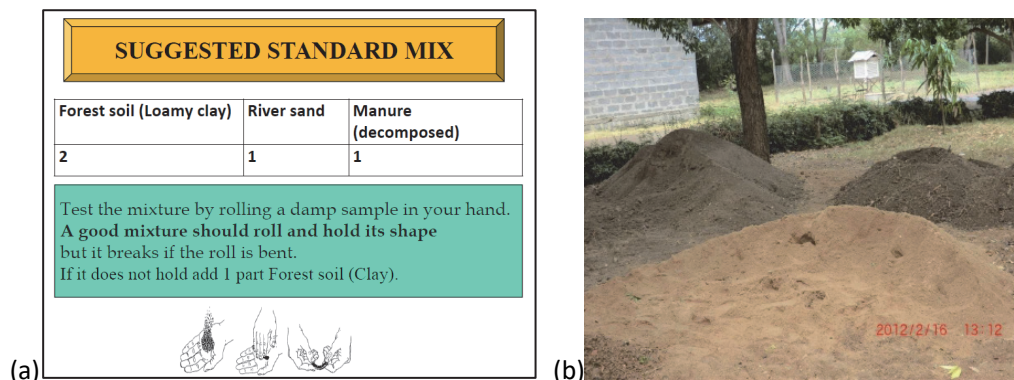 SUGGESTED STANDARD MIX
Forest soil (Loamy clay) River sand Manure
(decomposed)
2 1 1
Test the mixture by rolling a damp sample in your hand.
A good mixture should roll and hold its shape
but it breaks if the roll is bent.
If it does not hold add 1 part Forest soil (Clay).
2012/2/16 13:12
(a) (b)